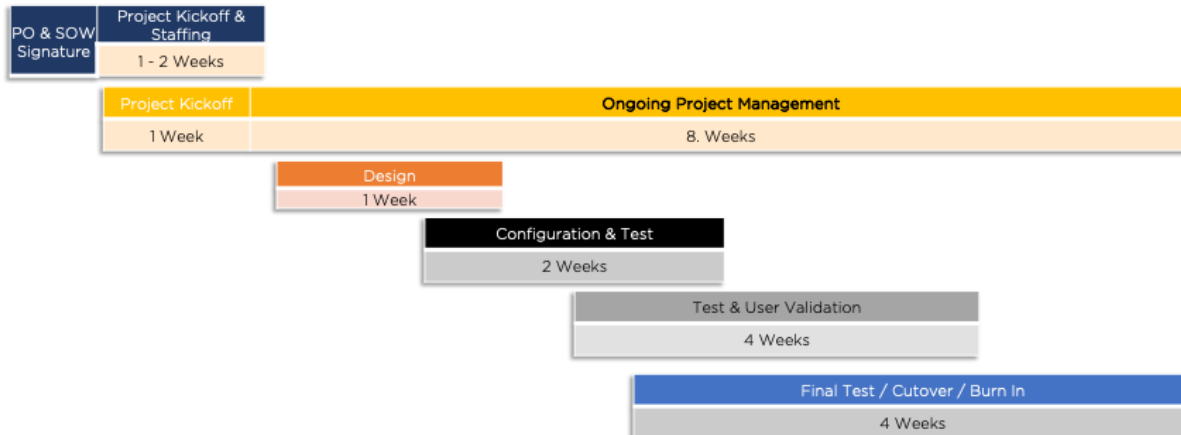 PO & SOW
Signature
Project Kickoff &
Staffing
1 - 2 Weeks
Project Kickoff
Ongoing Project Management
1 Week
8. Weeks
Design
1 Week
Configuration & Test
2 Weeks
Test & User Validation
4 Weeks
Final Test / Cutover / Burn In
4 Weeks